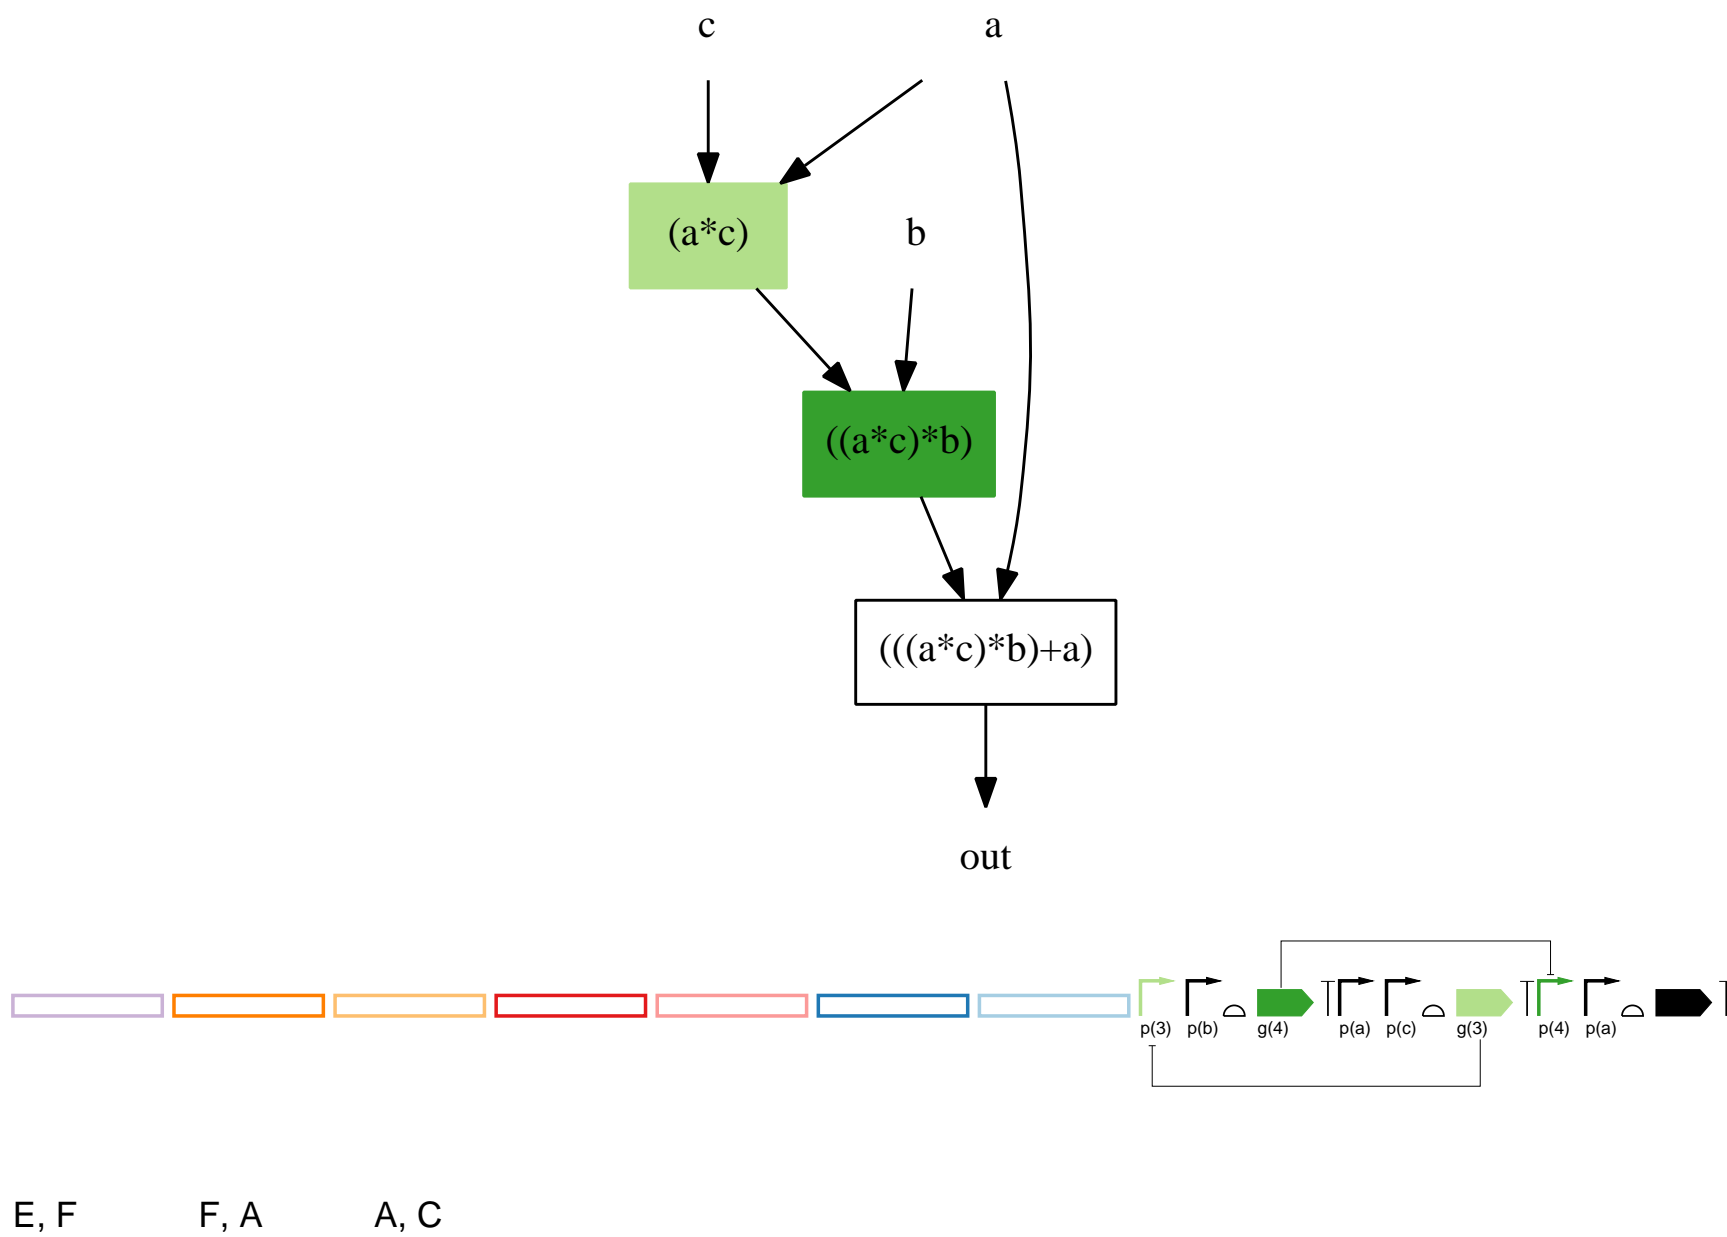 c a
(a*c)
b
((a*c)*b)
(((a*c)*b)+a)
out
p(3) p(b) g(4) p(a) p(c) g(3) p(4) p(a)
E, F F, A A, C